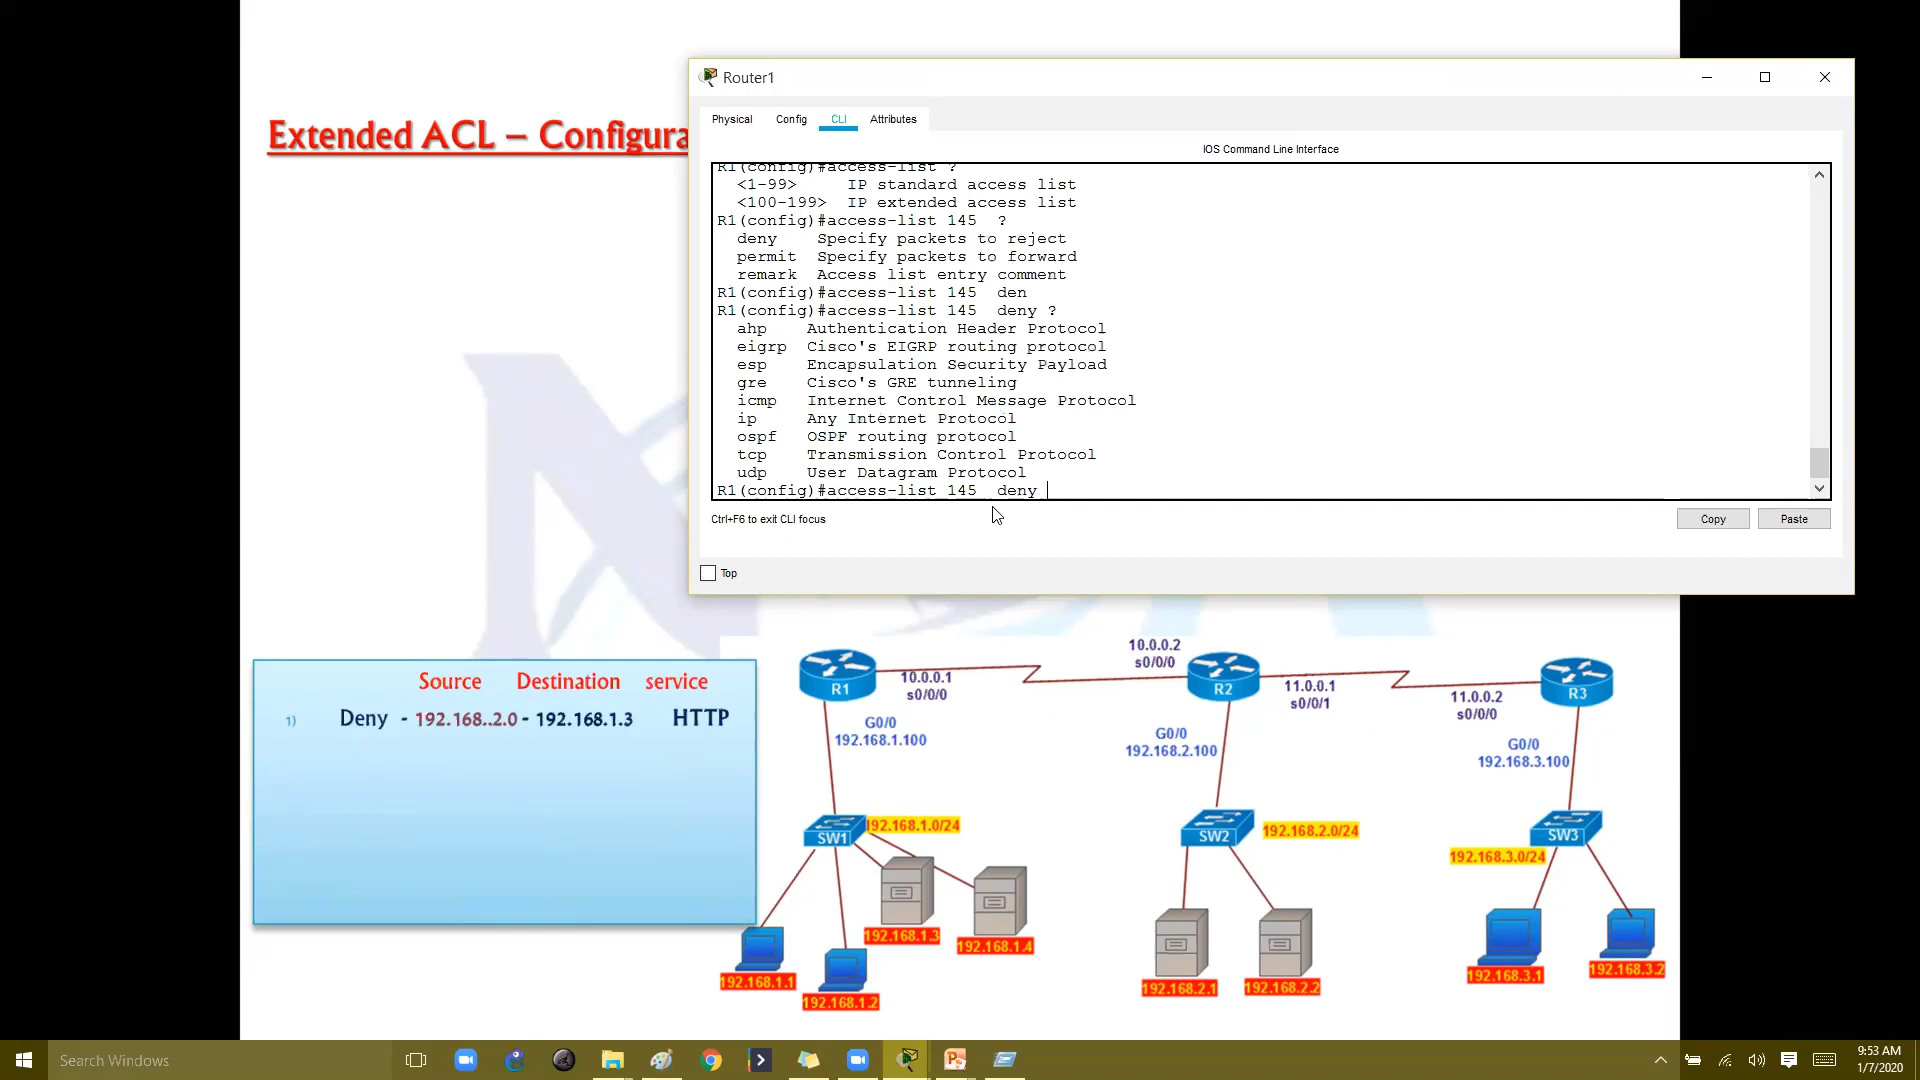 Extended ACL – Configura
Router1
Physical Config CLI Attributes
IOS Command Line Interface
R1(config)#access-list ?
<1-99> IP standard access list
<100-199> IP extended access list
R1(config)#access-list 145 ?
deny Specify packets to reject
permit Specify packets to forward
remark Access list entry comment
R1(config)#access-list 145 den
R1(config)#access-list 145 deny ?
ahp Authentication Header Protocol
eigrp Cisco's EIGRP routing protocol
esp Encapsulation Security Payload
gre Cisco's GRE tunneling
icmp Internet Control Message Protocol
ip Any Internet Protocol
ospf OSPF routing protocol
tcp Transmission Control Protocol
udp User Datagram Protocol
R1(config)#access-list 145 deny
Ctrl+F6 to exit CLI focus
Copy Paste
Top
Source Destination service
1) Deny - 192.168..2.0 - 192.168.1.3 HTTP
R1
10.0.0.1
s0/0/0
10.0.0.2
s0/0/0
R2
11.0.0.1
s0/0/1
11.0.0.2
s0/0/0
R3
G0/0
192.168.1.100
G0/0
192.168.2.100
G0/0
192.168.3.100
SW1
192.168.1.0/24
SW2
192.168.2.0/24
SW3
192.168.3.0/24
192.168.1.1
192.168.1.2
192.168.1.3
192.168.1.4
192.168.2.1
192.168.2.2
192.168.3.1
192.168.3.2
Search Windows
9:53 AM
1/7/2020